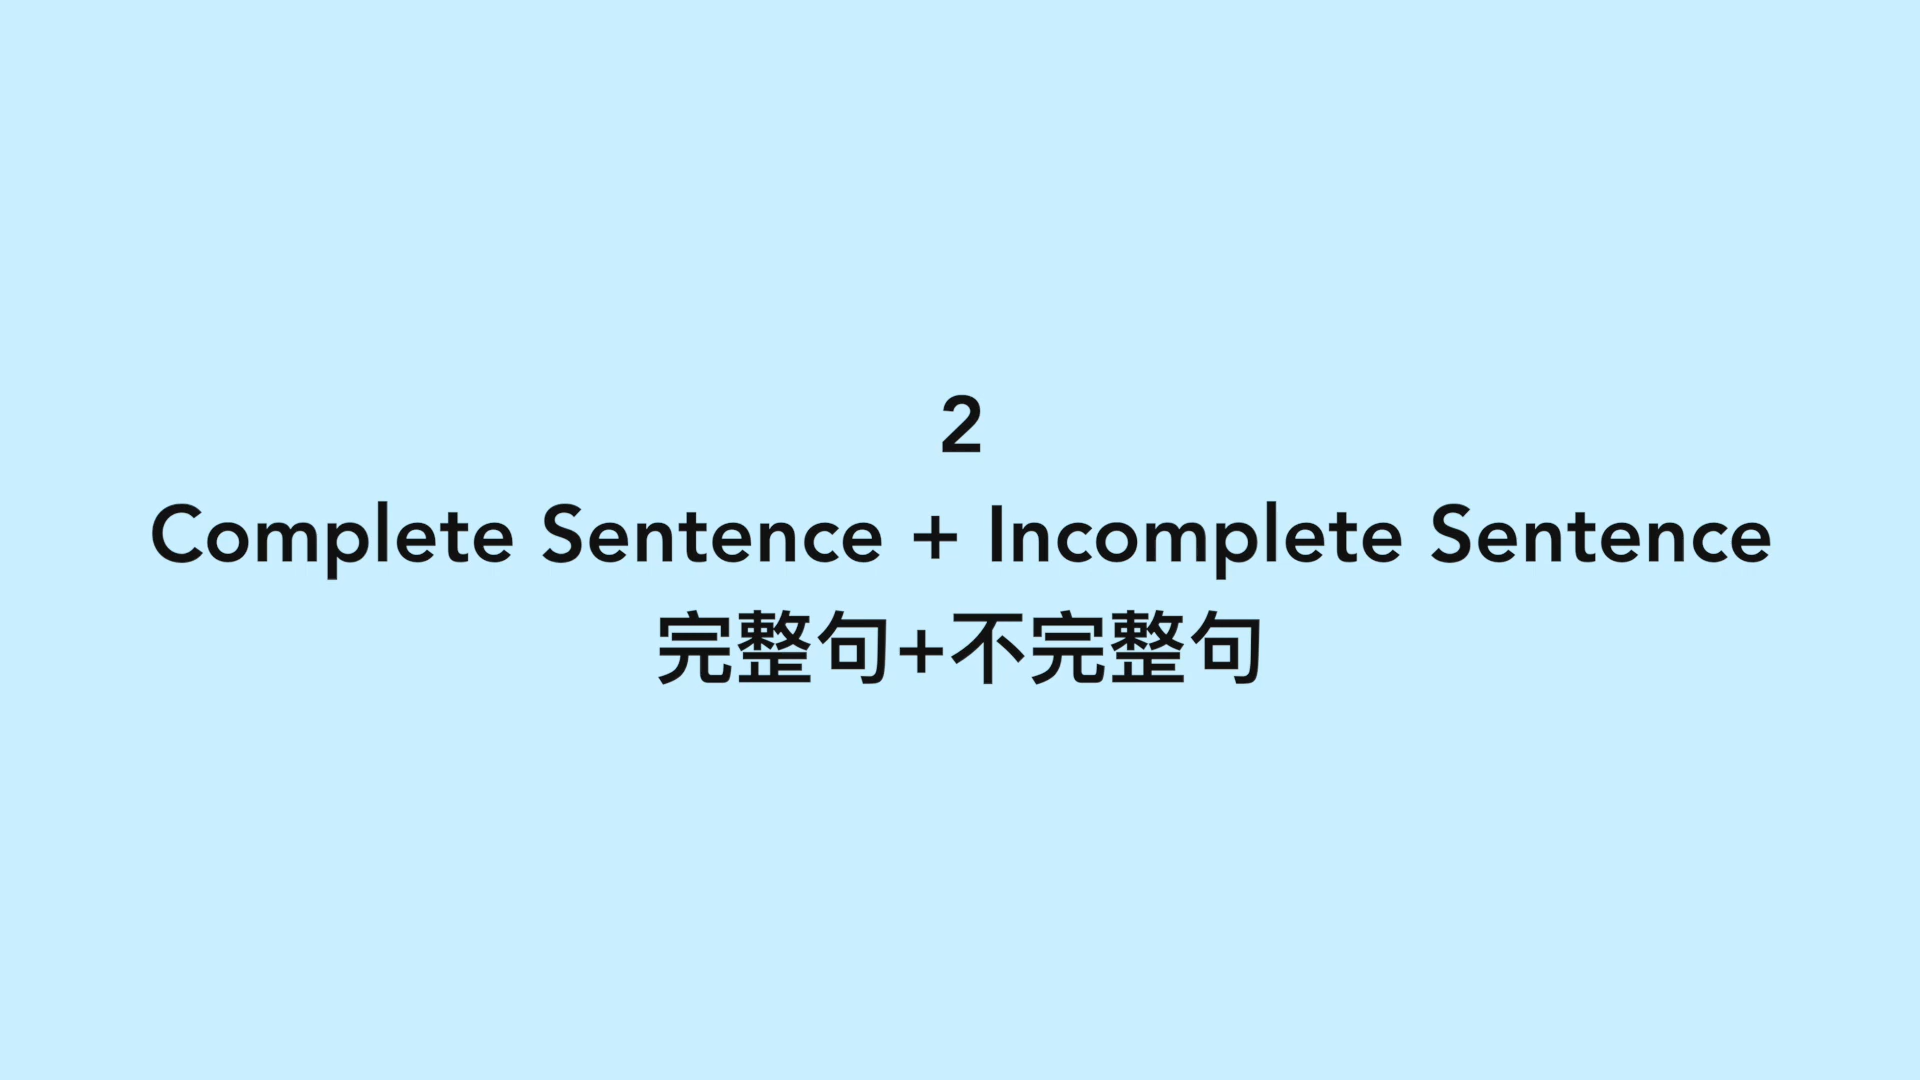 2
Complete Sentence + Incomplete Sentence
完整句+不完整句